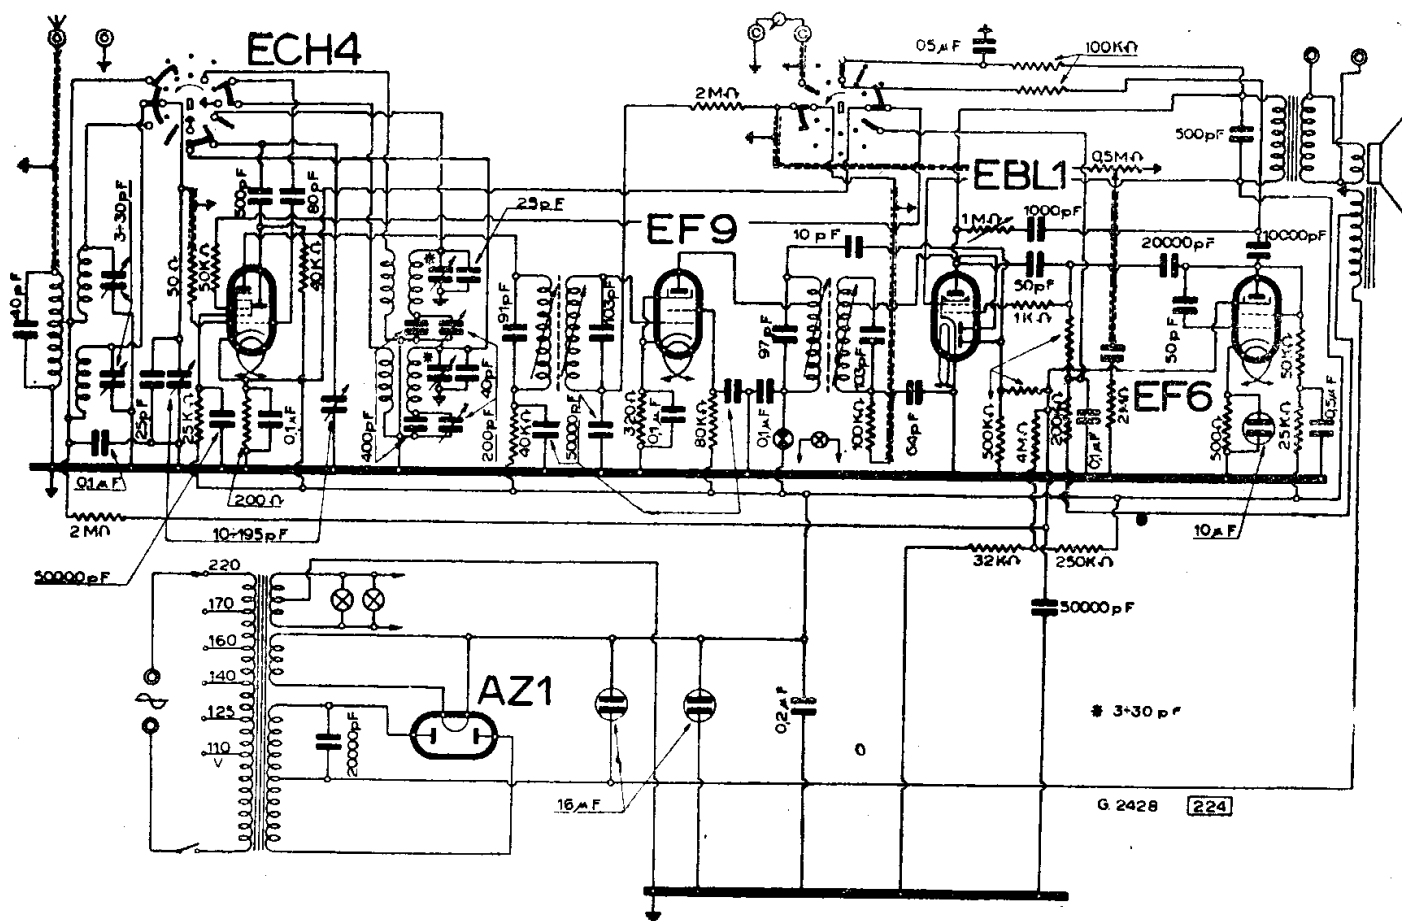 ECH4
0,5µF
100KΩ
2MΩ
500pF
EBL1
0,5MΩ
3÷30pF
500pF
80pF
25pF
EF9
1MΩ
1000pF
10pF
20000pF
10000pF
40pF
50Ω
50KΩ
40KΩ
91pF
103pF
97pF
103pF
50pF
1KΩ
50pF
50KΩ
EF6
25pF
25KΩ
0,1µF
400pF
40pF
200pF
40KΩ
50000pF
320Ω
0,1µF
80KΩ
0,1µF
100KΩ
64pF
500KΩ
4MΩ
200KΩ
0,1µF
2MΩ
500Ω
25KΩ
0,5µF
0,1µF
200Ω
2MΩ
10÷195pF
10µF
50000pF
32KΩ
250KΩ
50000pF
220
170
160
140
125
110
V
20000pF
AZ1
16µF
0,2µF
* 3÷30pF
G. 2428
224